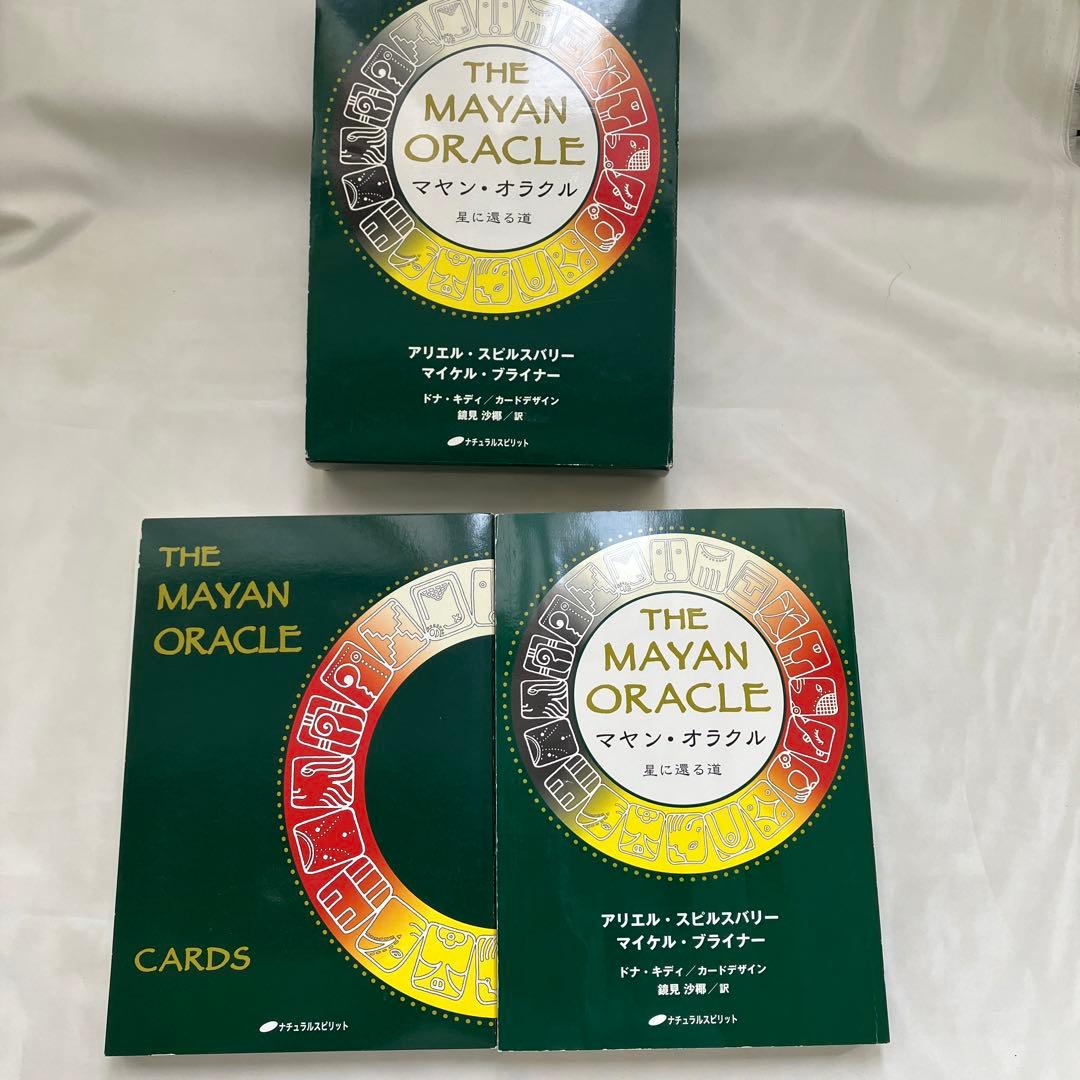 THE
MAYAN
ORACLE
マヤン・オラクル
星に還る道
アリエル・スピルスバリー
マイケル・ブライナー
ドナ・キディ／カードデザイン
鏡見 沙椰／訳
ナチュラルスピリット
THE
MAYAN
ORACLE
CARDS
ナチュラルスピリット
THE
MAYAN
ORACLE
マヤン・オラクル
星に還る道
アリエル・スピルスバリー
マイケル・ブライナー
ドナ・キディ／カードデザイン
鏡見 沙椰／訳
ナチュラルスピリット